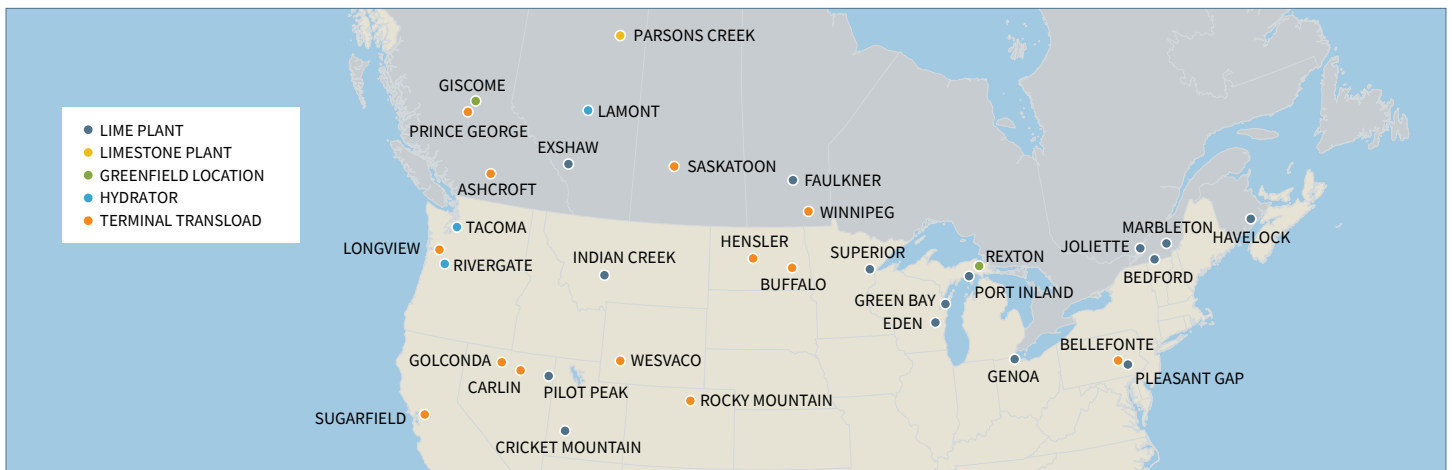 PARSONS CREEK
GISCOME
LAMONT
PRINCE GEORGE
LIME PLANT
LIMESTONE PLANT
GREENFIELD LOCATION
HYDRATOR
TERMINAL TRANSLOAD
EXSHAW
SASKATOON
FAULKNER
ASHCROFT
WINNIPEG
TACOMA
MARBLETON
HAVELOCK
LONGVIEW
HENSLER
JOLIETTE
SUPERIOR
REXTON
INDIAN CREEK
RIVERGATE
BEDFORD
BUFFALO
PORT INLAND
GREEN BAY
EDEN
BELLEFONTE
GOLCONDA
WESVACO
GENOA
PLEASANT GAP
CARLIN
PILOT PEAK
ROCKY MOUNTAIN
SUGARFIELD
CRICKET MOUNTAIN